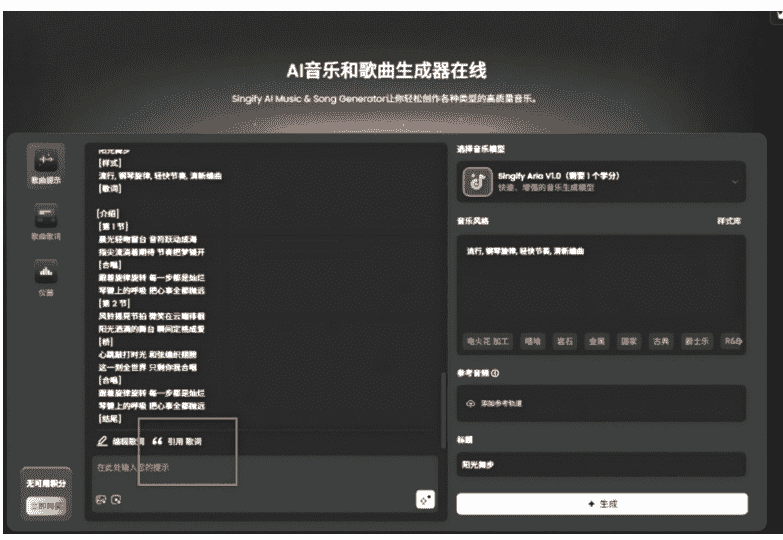 AI音乐和歌曲生成器在线
Singify AI Music & Song Generator让你轻松创作各种类型的高质量音乐。
歌曲提示
歌曲歌词
仪器
无可用积分
立即购买
阳光舞步
[样式]
流行, 钢琴旋律, 轻快节奏, 清新编曲
[歌词]
[介绍]
[第 1 节]
晨光轻吻窗台 音符跃动成海
指尖流淌着期待 节奏把梦铺开
[合唱]
跟着旋律旋转 每一步都是灿烂
琴键上的呼吸 把心事全都抛远
[第 2 节]
风铃摇晃节拍 微笑在云端徘徊
阳光洒满的舞台 瞬间定格成爱
[桥]
心跳敲打时光 和弦编织翅膀
这一刻全世界 只剩你我合唱
[合唱]
跟着旋律旋转 每一步都是灿烂
琴键上的呼吸 把心事全都抛远
[结尾]
编辑歌词
引用 歌词
在此处输入您的提示
选择音乐模型
Singify Aria V1.0（需要 1 个学分）
快速、增强的音乐生成模型
音乐风格
样式库
流行, 钢琴旋律, 轻快节奏, 清新编曲
电火花 加工
嘻哈
岩石
金属
国家
古典
爵士乐
R&B
参考音频
添加参考轨道
标题
阳光舞步
生成